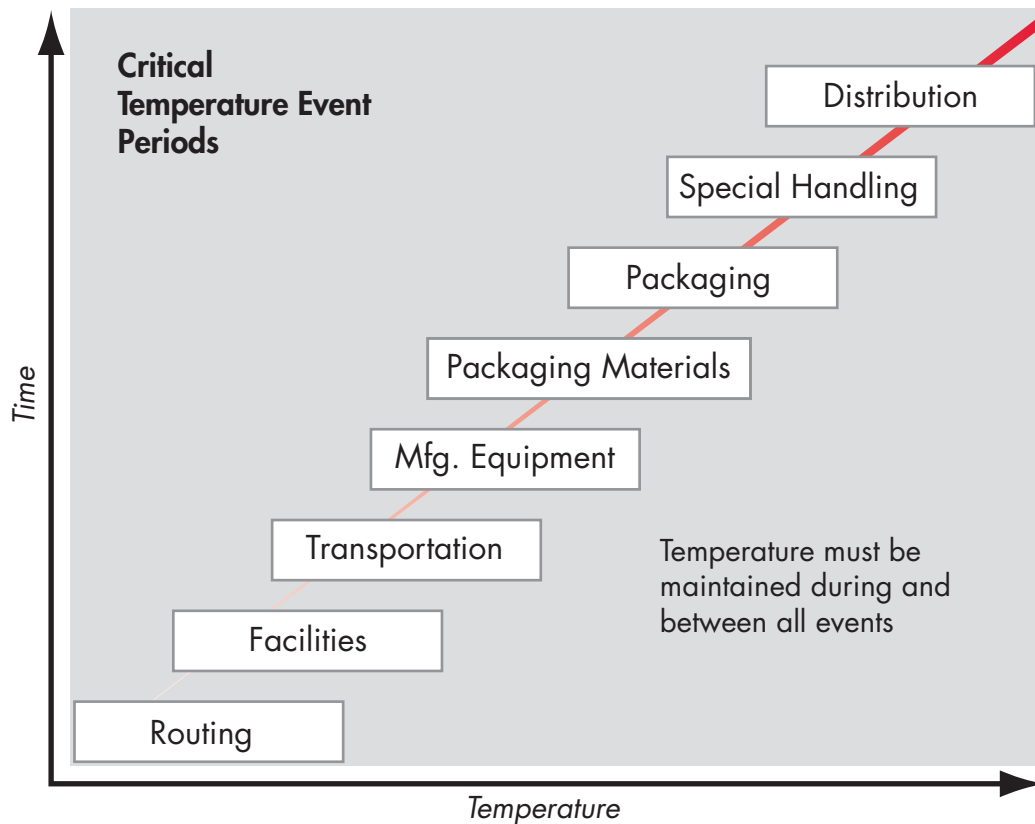 Critical
Temperature Event
Periods
Distribution
Special Handling
Packaging
Packaging Materials
Mfg. Equipment
Transportation
Temperature must be
maintained during and
between all events
Facilities
Routing
Time
Temperature